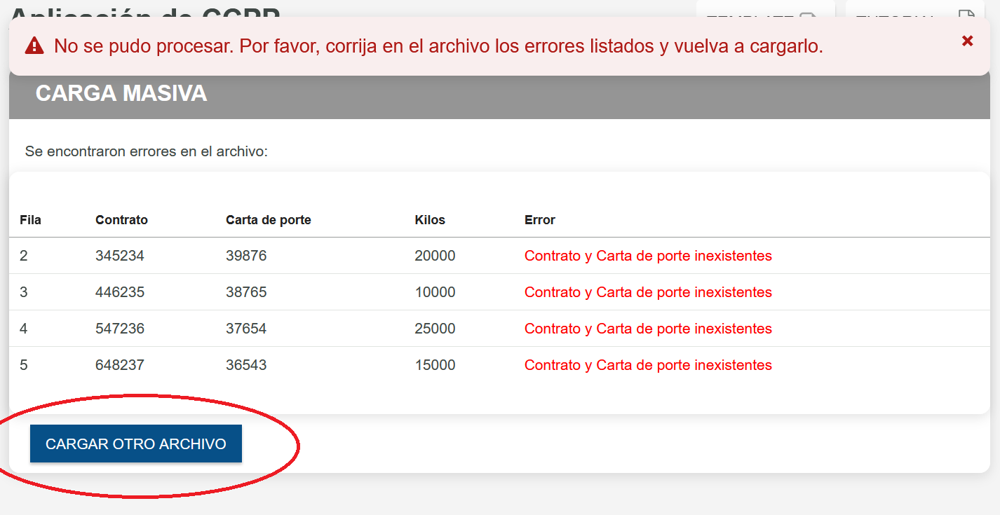 Aplicación de CCPP
TEMPLATE
No se pudo procesar. Por favor, corrija en el archivo los errores listados y vuelva a cargarlo.
CARGA MASIVA
Se encontraron errores en el archivo:
Fila Contrato Carta de porte Kilos Error
2 345234 39876 20000 Contrato y Carta de porte inexistentes
3 446235 38765 10000 Contrato y Carta de porte inexistentes
4 547236 37654 25000 Contrato y Carta de porte inexistentes
5 648237 36543 15000 Contrato y Carta de porte inexistentes
CARGAR OTRO ARCHIVO